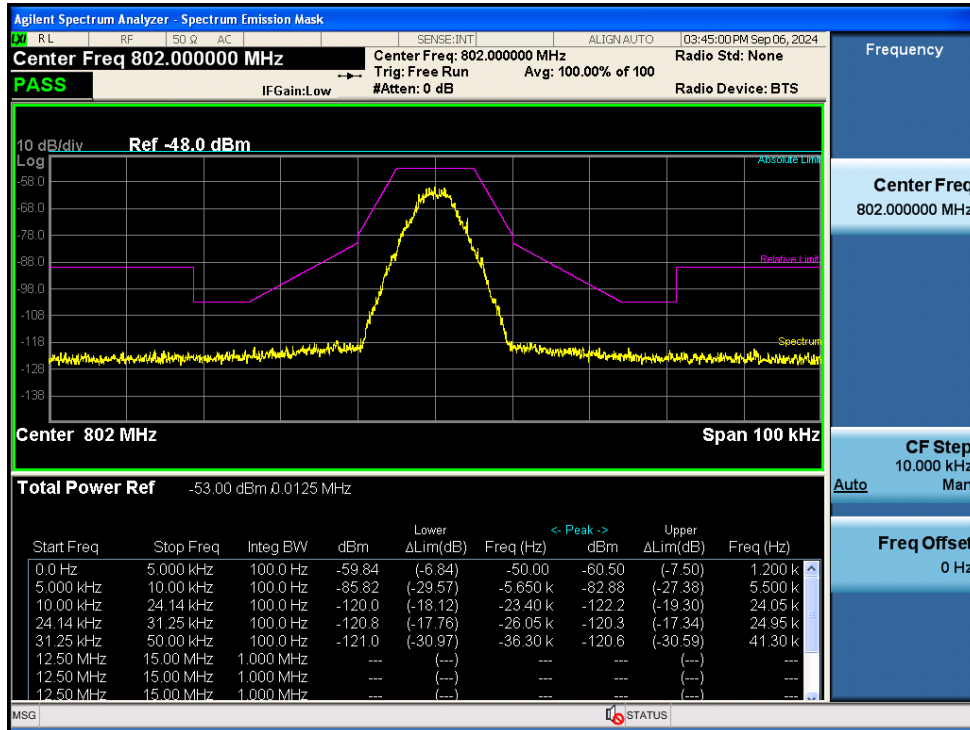 Agilent Spectrum Analyzer - Spectrum Emission Mask
LXI RL RF 50 Ω AC SENSE:INT ALIGN AUTO 03:45:00 PM Sep 06, 2024
Center Freq 802.000000 MHz Center Freq: 802.000000 MHz Radio Std: None
Trig: Free Run Avg: 100.00% of 100
PASS IFGain:Low #Atten: 0 dB Radio Device: BTS
10 dB/div Ref -48.0 dBm
Log
Absolute Limit
-58.0
-68.0
-78.0
-88.0
Relative Limit
-98.0
-108
-118
Spectrum
-128
-138
Center 802 MHz Span 100 kHz
Total Power Ref -53.00 dBm / 0.0125 MHz
Lower <- Peak -> Upper
Start Freq Stop Freq Integ BW dBm ΔLim(dB) Freq (Hz) dBm ΔLim(dB) Freq (Hz)
0.0 Hz 5.000 kHz 100.0 Hz -59.84 (-6.84) -50.00 -60.50 (-7.50) 1.200 k
5.000 kHz 10.00 kHz 100.0 Hz -85.82 (-29.57) -5.650 k -82.88 (-27.38) 5.500 k
10.00 kHz 24.14 kHz 100.0 Hz -120.0 (-18.12) -23.40 k -122.2 (-19.30) 24.05 k
24.14 kHz 31.25 kHz 100.0 Hz -120.8 (-17.76) -26.05 k -120.3 (-17.34) 24.95 k
31.25 kHz 50.00 kHz 100.0 Hz -121.0 (-30.97) -36.30 k -120.6 (-30.59) 41.30 k
12.50 MHz 15.00 MHz 1.000 MHz --- (---) --- --- (---) ---
12.50 MHz 15.00 MHz 1.000 MHz --- (---) --- --- (---) ---
12.50 MHz 15.00 MHz 1.000 MHz --- (---) --- --- (---) ---
MSG STATUS
Frequency
Center Freq
802.000000 MHz
CF Step
10.000 kHz
Auto Man
Freq Offset
0 Hz